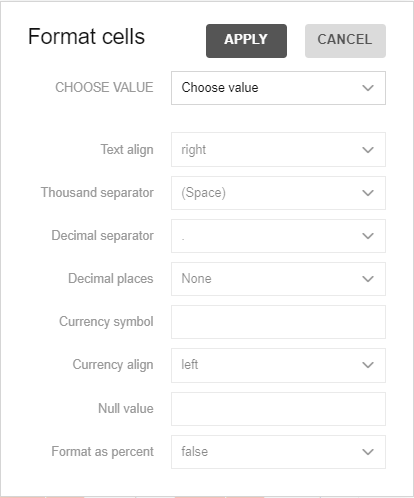 Format cells APPLY CANCEL
CHOOSE VALUE Choose value
Text align right
Thousand separator (Space)
Decimal separator .
Decimal places None
Currency symbol
Currency align left
Null value
Format as percent false